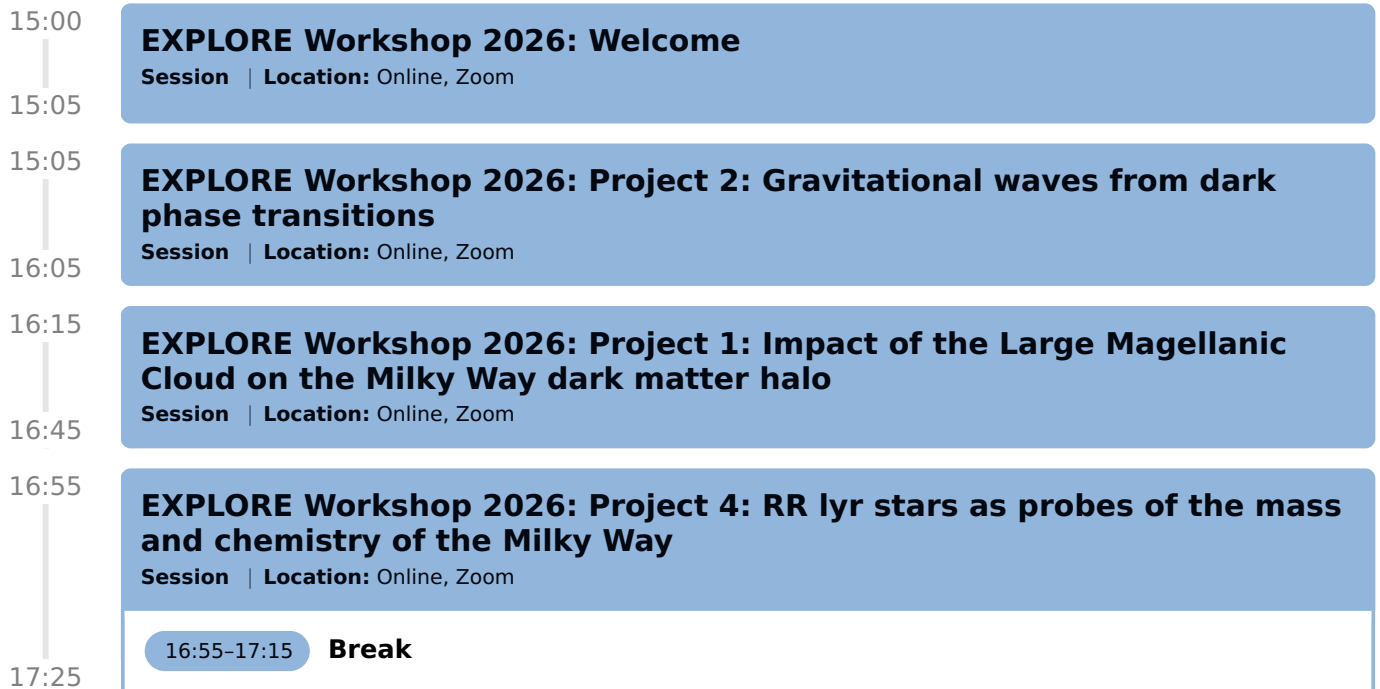 15:00
EXPLORE Workshop 2026: Welcome
Session | Location: Online, Zoom
15:05
15:05
EXPLORE Workshop 2026: Project 2: Gravitational waves from dark
phase transitions
Session | Location: Online, Zoom
16:05
16:15
EXPLORE Workshop 2026: Project 1: Impact of the Large Magellanic
Cloud on the Milky Way dark matter halo
Session | Location: Online, Zoom
16:45
16:55
EXPLORE Workshop 2026: Project 4: RR lyr stars as probes of the mass
and chemistry of the Milky Way
Session | Location: Online, Zoom
16:55–17:15 Break
17:25